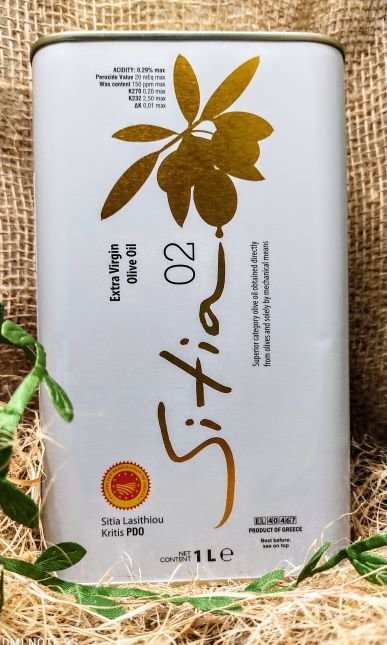 ACIDITY: 0.29% max
Peroxide Value 20 mEq max
Wax content 150 ppm max
K270 0,20 max
K232 2,50 max
ΔK 0,01 max
Extra Virgin
Olive Oil
02
Sitia
Superior category olive oil obtained directly
from olives and solely by mechanical means
Sitia Lasithiou
Kritis PDO
NET
CONTENT 1 L ℮
EL 40 467
PRODUCT OF GREECE
Best before:
see on top